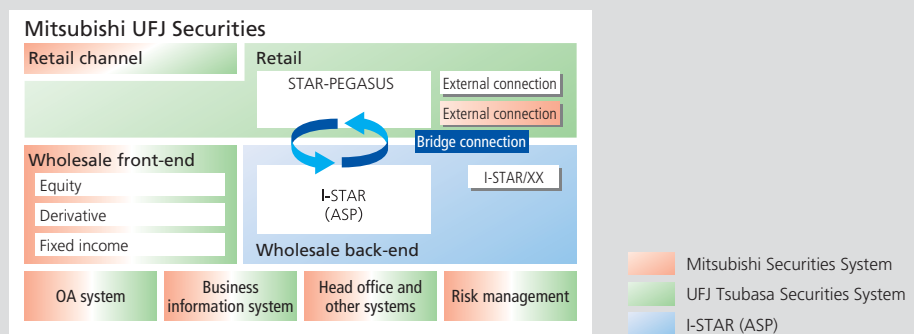 Mitsubishi UFJ Securities
Retail channel
Retail
STAR-PEGASUS
External connection
External connection
Bridge connection
Wholesale front-end
Equity
Derivative
Fixed income
I-STAR
(ASP)
I-STAR/XX
Wholesale back-end
OA system
Business
information system
Head office and
other systems
Risk management
Mitsubishi Securities System
UFJ Tsubasa Securities System
I-STAR (ASP)